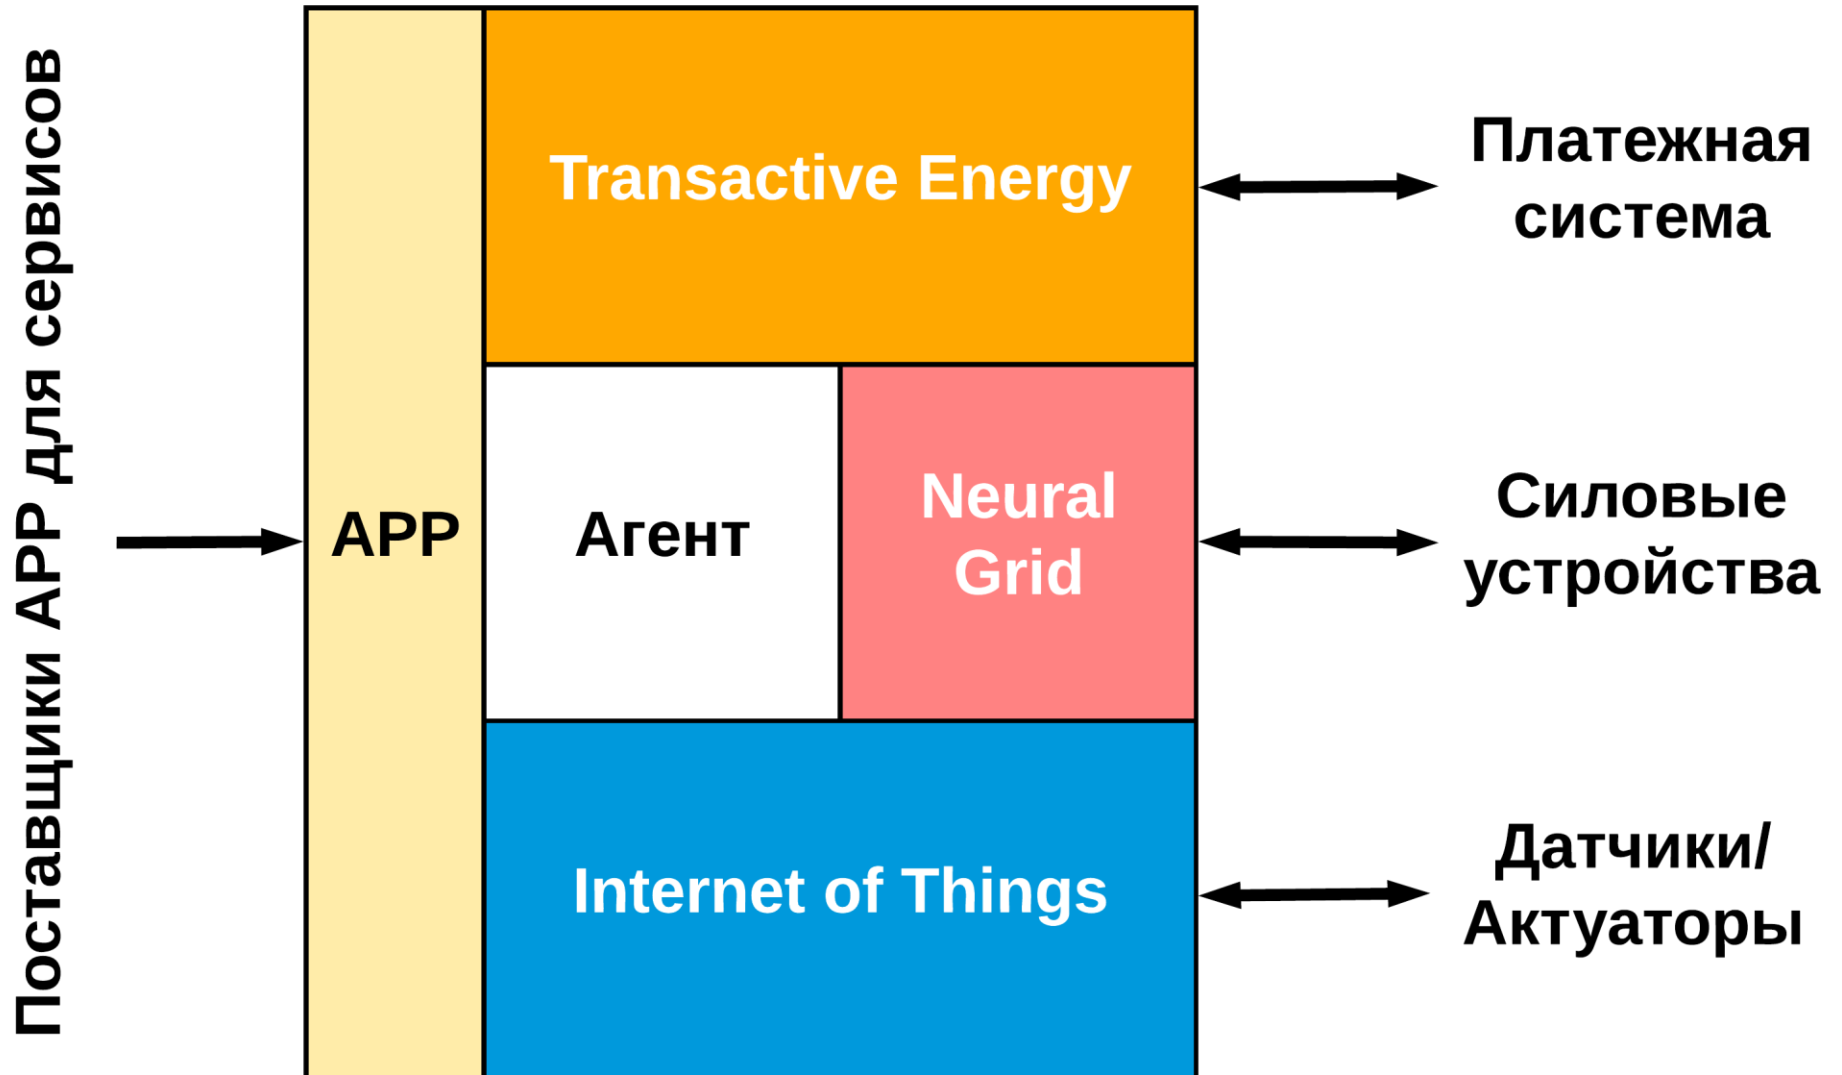 Поставщики APP для сервисов
APP
Transactive Energy
Агент
Neural
Grid
Internet of Things
Платежная
система
Силовые
устройства
Датчики/
Актуаторы